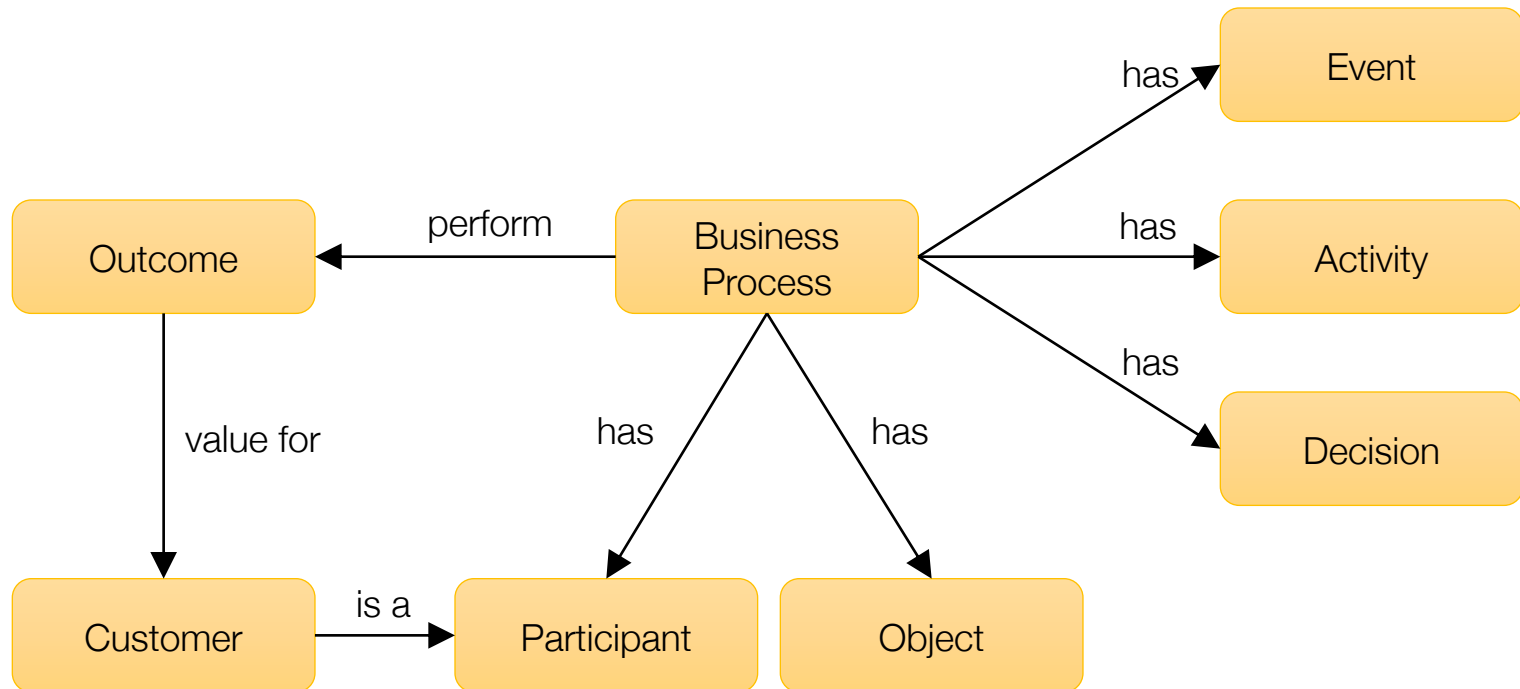 has
Event
Outcome
perform
Business
Process
has
Activity
has
Decision
value for
has
has
Customer
is a
Participant
Object